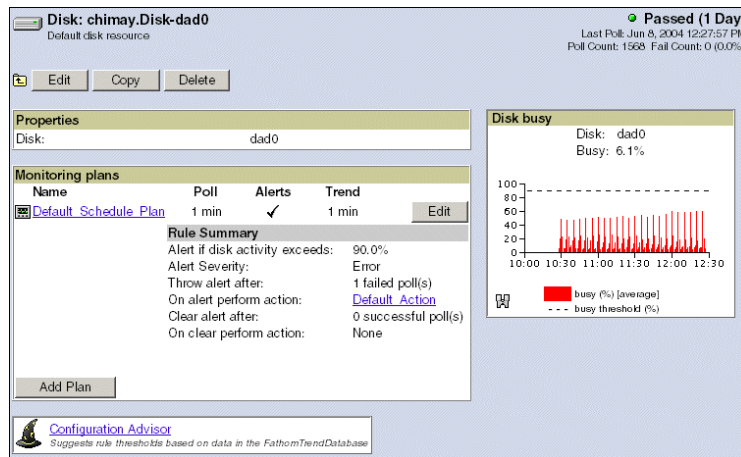 Disk: chimay.Disk-dad0
Default disk resource
Passed (1 Day
Last Poll: Jun 8, 2004 12:27:57 PM
Poll Count: 1568 Fail Count: 0 (0.0%
Edit Copy Delete
Properties
Disk: dad0
Monitoring plans
Name Poll Alerts Trend
Default_Schedule_Plan 1 min ✓ 1 min Edit
Rule Summary
Alert if disk activity exceeds: 90.0%
Alert Severity: Error
Throw alert after: 1 failed poll(s)
On alert perform action: Default_Action
Clear alert after: 0 successful poll(s)
On clear perform action: None
Add Plan
Configuration Advisor
Suggests rule thresholds based on data in the FathomTrendDatabase
Disk busy
Disk: dad0
Busy: 6.1%
100
80
60
40
20
0
10:00 10:30 11:00 11:30 12:00 12:30
busy (%) [average]
busy threshold (%)